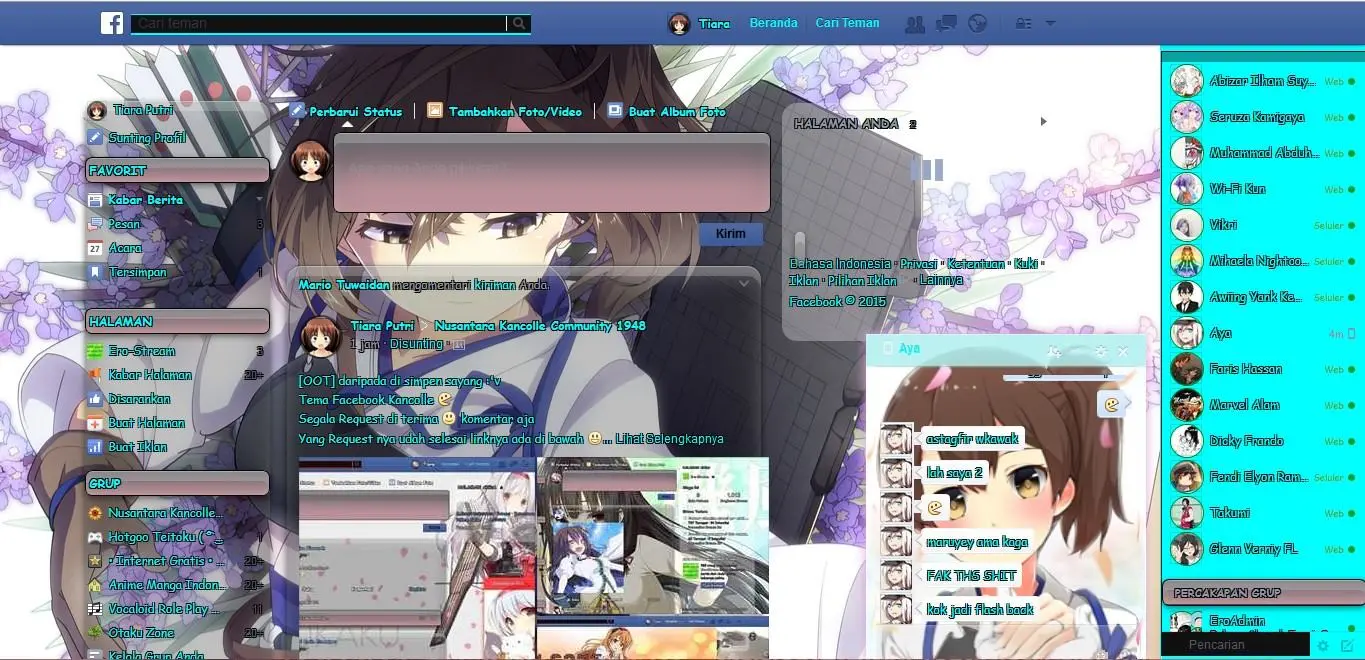 Cari teman
Tiara
Beranda
Cari Teman
Tiara Putri
Sunting Profil
FAVORIT
Kabar Berita
Pesan 3
Acara
27
Tersimpan 1
HALAMAN
Ero-Stream 3
Kabar Halaman 20+
Disarankan
Buat Halaman
Buat Iklan
GRUP
Nusantara Kancolle...
Hotgoo Teitoku ( ^_... 1
• Internet Gratis • ... 20+
Anime Manga Indon... 20+
Vocaloid Role Play ... 11
Otaku Zone 20+
Kelola Grup Anda
Perbarui Status
Tambahkan Foto/Video
Buat Album Foto
Kirim
Mario Tuwaidan mengomentari kiriman Anda.
Tiara Putri > Nusantara Kancolle Community 1948
1 jam · Disunting ·
[OOT] daripada di simpen sayang :'v
Tema Facebook Kancolle
Segala Request di terima komentar aja
Yang Request nya udah selesai linknya ada di bawah ... Lihat Selengkapnya
HALAMAN ANDA 2
Bahasa Indonesia · Privasi · Ketentuan · Kuki ·
Iklan · Pilihan Iklan · Lainnya
Facebook © 2015
Aya
astagfir wkawak
lah saya 2
maruyey ama kaga
FAK THS SHIT
kok jadi flash back
Abizar Ilham Suy... Web
Seruza Kamigaya Web
Muhammad Abduh... Web
Wi-Fi Kun Web
Vikri Seluler
Mihaela Nightoo... Seluler
Awiing Yank Ke... Seluler
Aya 4m
Faris Hassan Web
Marvel Alam Web
Dicky Frando Web
Fendi Elyon Ram... Seluler
Takumi Web
Glenn Verniy FL Web
PERCAKAPAN GRUP
EroAdmin
Pencarian